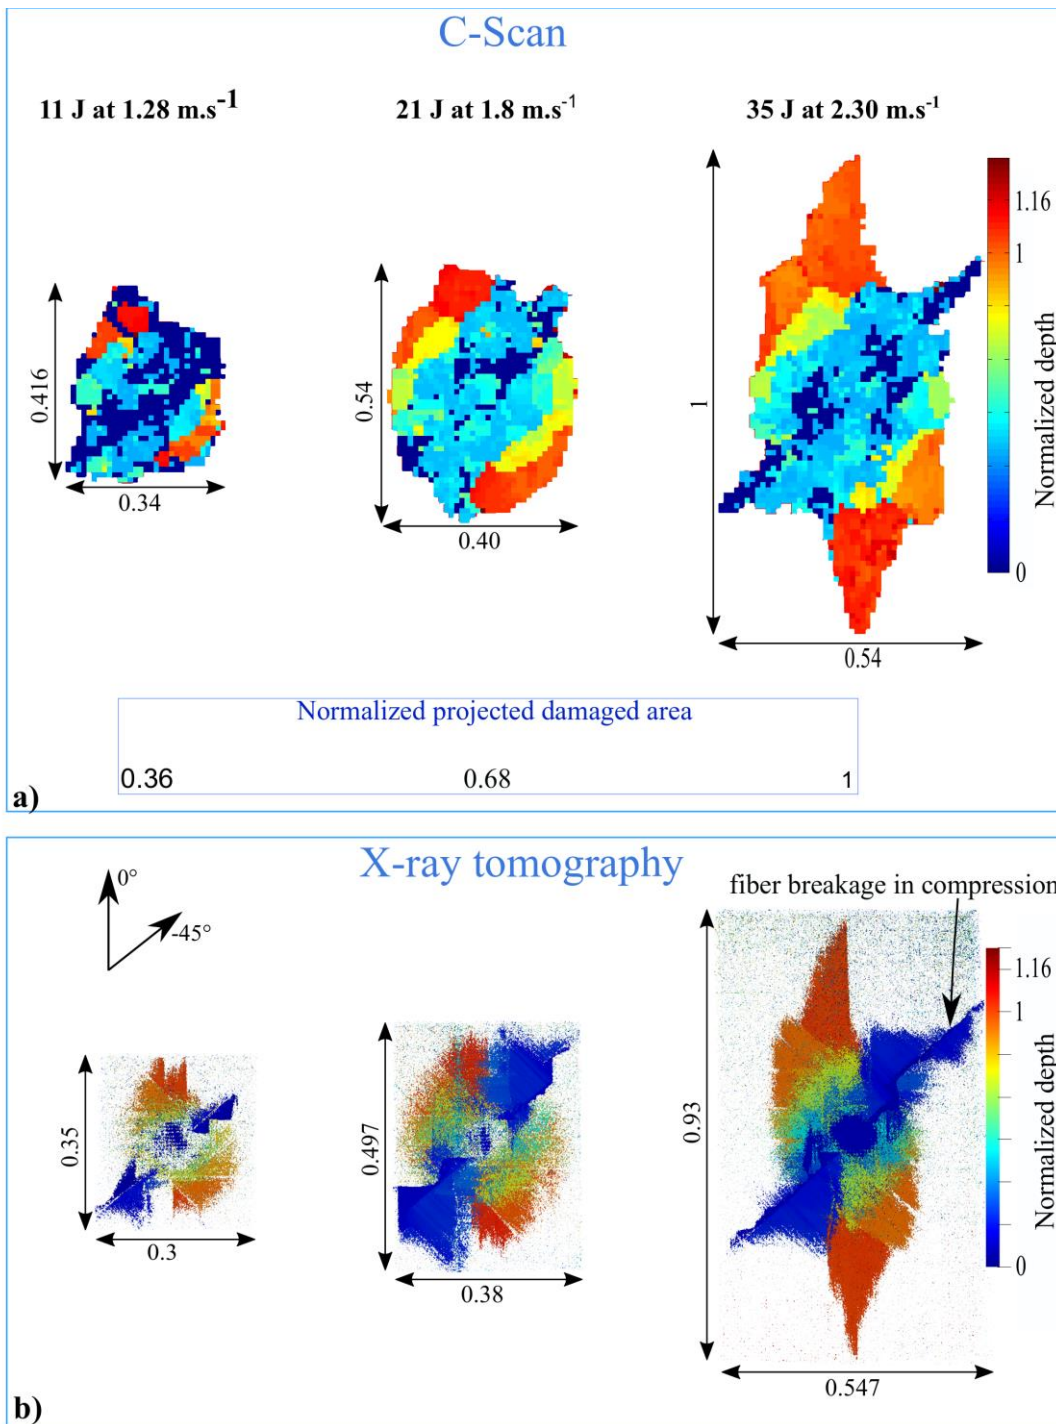 C-Scan
11 J at 1.28 m.s-1
21 J at 1.8 m.s-1
35 J at 2.30 m.s-1
0.416
0.34
0.54
0.40
1
0.54
1.16
1
0
Normalized depth
Normalized projected damaged area
0.36 0.68 1
a)
X-ray tomography
0°
-45°
fiber breakage in compression
0.35
0.3
0.497
0.38
0.93
0.547
1.16
1
0
Normalized depth
b)